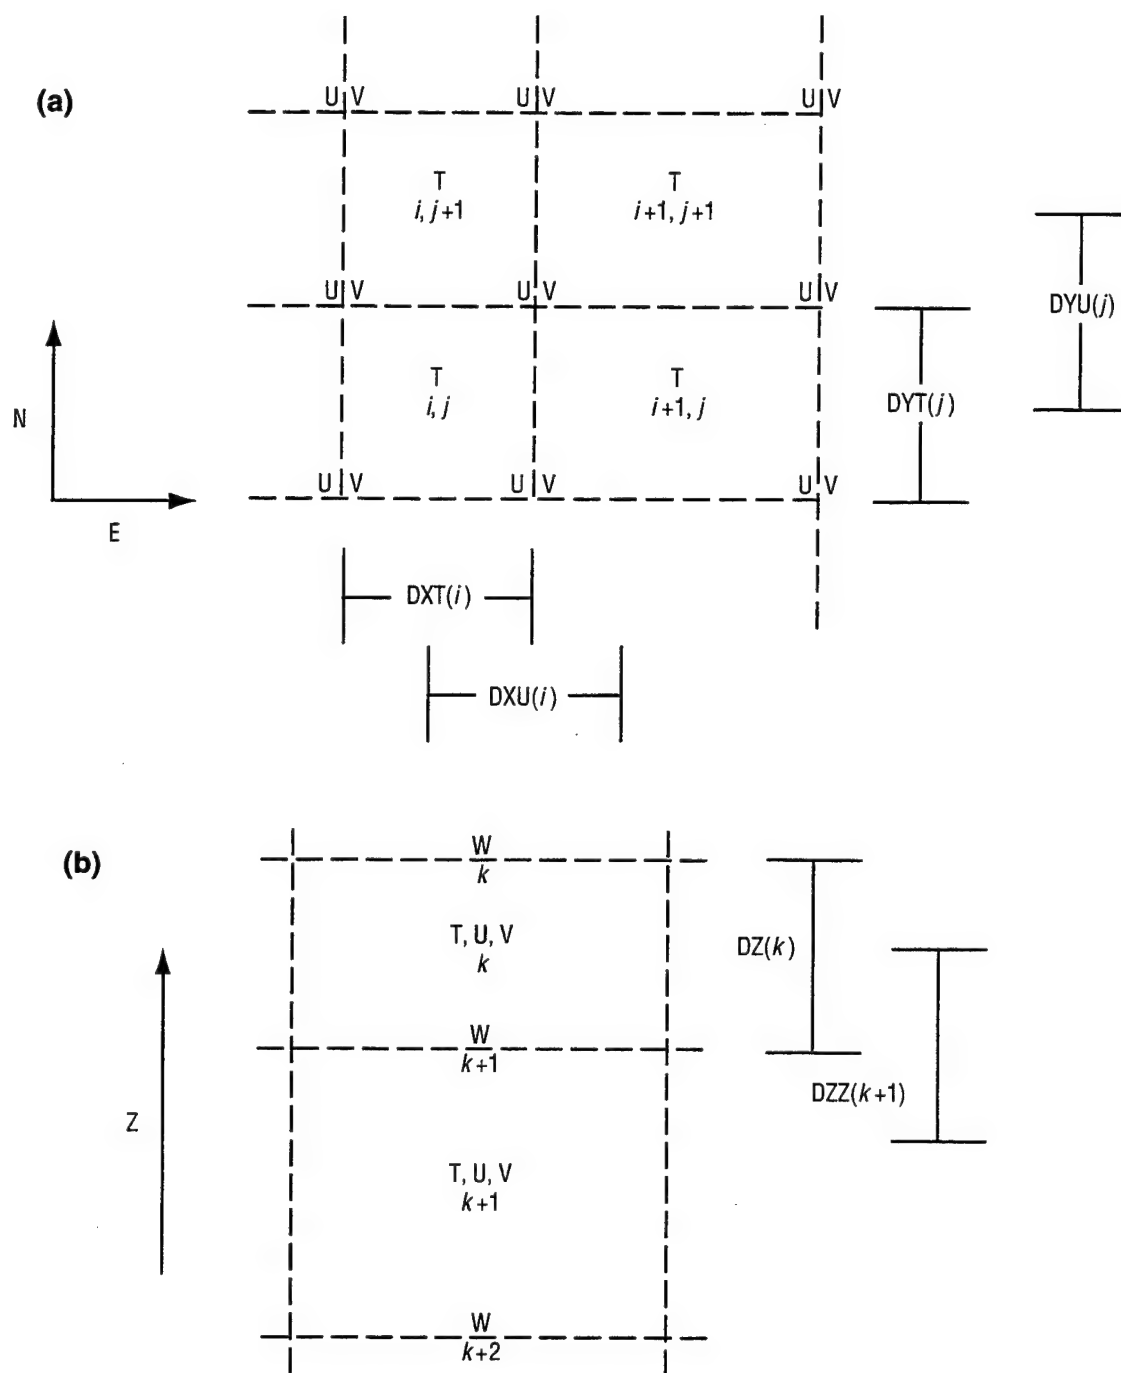 (a)
U V U V U V
T T
i, j+1 i+1, j+1
U V U V U V
DYU(j)
T T
i, j i+1, j
DYT(j)
N
U V U V U V
E
DXT(i)
DXU(i)
(b)
W
k
T, U, V
k
DZ(k)
W
k+1
DZZ(k+1)
Z
T, U, V
k+1
W
k+2